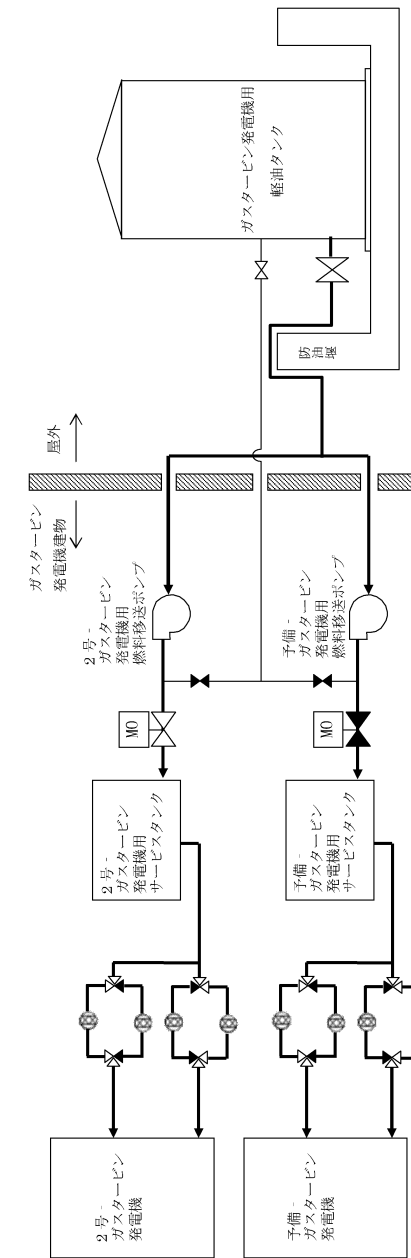 ガスタービン発電機用
軽油タンク
防油堰
屋外
ガスタービン
発電機建物
2号-
ガスタービン
発電機用
燃料移送ポンプ
予備-
ガスタービン
発電機用
燃料移送ポンプ
MO
MO
2号-
ガスタービン
発電機用
サービスタンク
予備-
ガスタービン
発電機用
サービスタンク
2号-
ガスタービン
発電機
予備-
ガスタービン
発電機